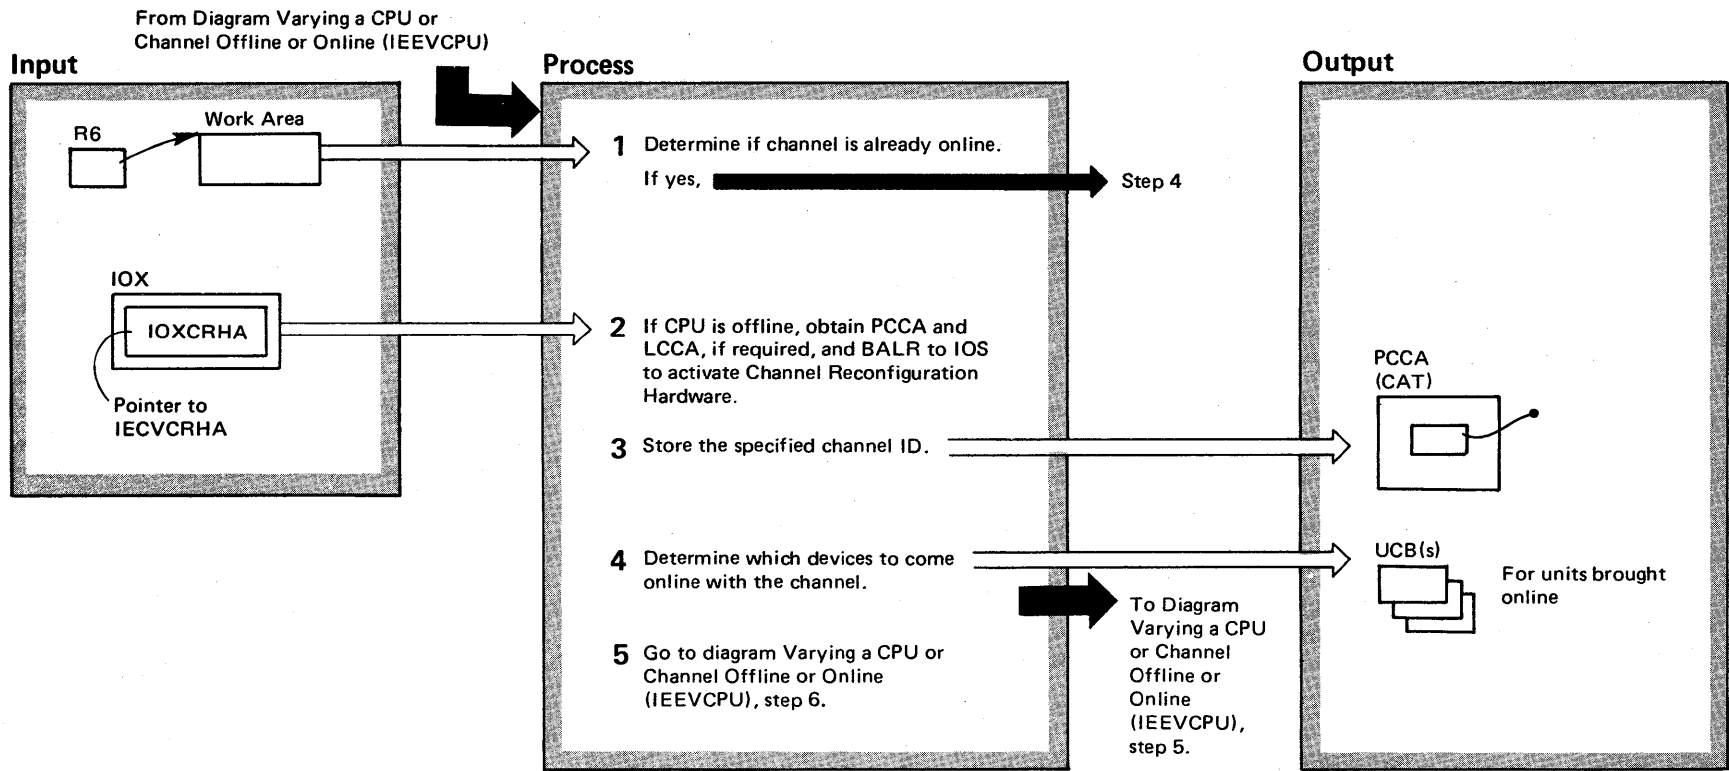 From Diagram Varying a CPU or
Channel Offline or Online (IEEVCPU)
Input
Process
Output
R6
Work Area
1 Determine if channel is already online.
If yes,
Step 4
IOX
IOXCRHA
Pointer to
IECVCRHA
2 If CPU is offline, obtain PCCA and
LCCA, if required, and BALR to IOS
to activate Channel Reconfiguration
Hardware.
PCCA
(CAT)
3 Store the specified channel ID.
4 Determine which devices to come
online with the channel.
UCB(s)
For units brought
online
To Diagram
Varying a CPU
or Channel
Offline or
Online
(IEEVCPU),
step 5.
5 Go to diagram Varying a CPU or
Channel Offline or Online
(IEEVCPU), step 6.